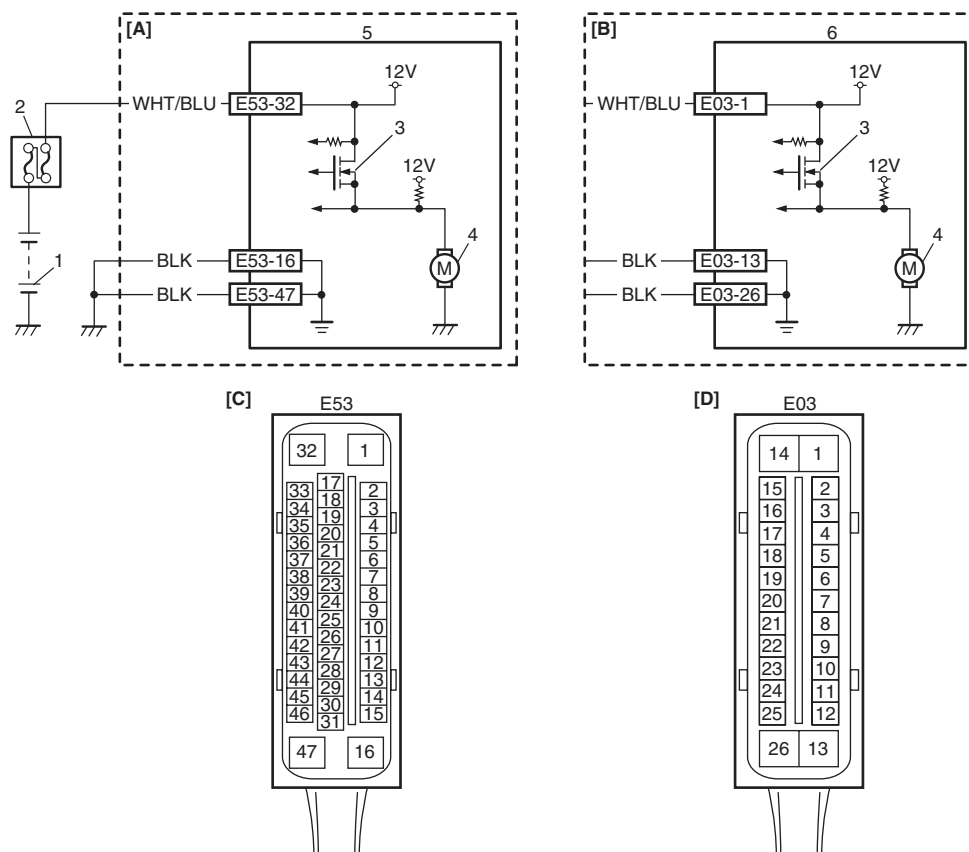 [A]
5
12V
2
WHT/BLU
E53-32
3
12V
1
BLK
E53-16
4
M
BLK
E53-47
[B]
6
12V
WHT/BLU
E03-1
3
12V
BLK
E03-13
4
M
BLK
E03-26
[C]
E53
32 1
17
33 2
18
34 3
19
35 4
20
36 5
21
37 6
22
38 7
23
39 8
24
40 9
25
41 10
26
42 11
27
43 12
28
44 13
29
45 14
30
46 15
31
47 16
[D]
E03
14 1
15 2
16 3
17 4
18 5
19 6
20 7
21 8
22 9
23 10
24 11
25 12
26 13